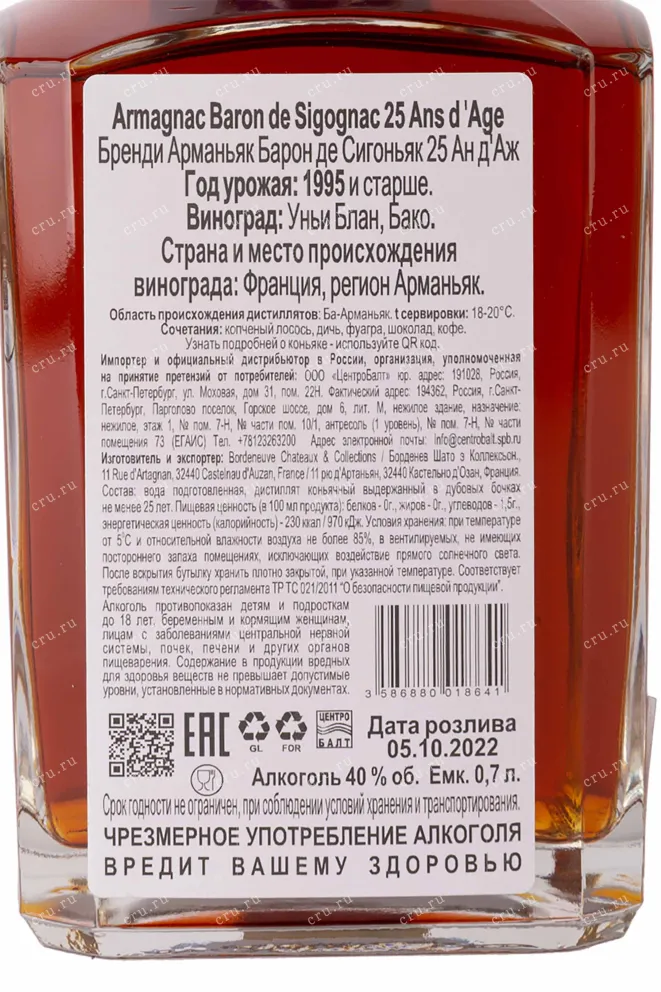 Armagnac Baron de Sigognac 25 Ans d 'Age
Бренди Арманьяк Барон де Сигоньяк 25 Ан д'Аж
Год урожая: 1995 и старше.
Виноград: Уньи Блан, Бако.
Страна и место происхождения
винограда: Франция, регион Арманьяк.
Область происхождения дистиллятов: Ба-Арманьяк. t сервировки: 18-20°С.
Сочетания: копченый лосось, дичь, фуагра, шоколад, кофе.
Узнать подробней о коньяке - используйте QR код.
Импортер и официальный дистрибьютор в России, организация, уполномоченная
на принятие претензий от потребителей: ООО «ЦентроБалт» юр. адрес: 191028, Россия,
г.Санкт-Петербург, ул. Моховая, дом 31, пом. 22Н. Фактический адрес: 194362, Россия, г.Санкт-
Петербург, Парголово поселок, Горское шоссе, дом 6, лит. М, нежилое здание, назначение:
нежилое, этаж 1, № пом. 7-Н, № части пом. 10/1, антресоль (1 уровень), № пом. 7-Н, № части
помещения 73 (ЕГАИС) Тел. +78123263200 Адрес электронной почты: info@centrobalt.spb.ru
Изготовитель и экспортер: Bordeneuve Chateaux & Collections / Борденев Шато э Коллексьон.,
11 Rue d'Artagnan, 32440 Castelnau d'Auzan, France / 11 рю д'Артаньян, 32440 Кастельно д'Озан, Франция.
Состав: вода подготовленная, дистиллят коньячный выдержанный в дубовых бочках
не менее 25 лет. Пищевая ценность (в 100 мл продукта): белков - 0г., жиров - 0г., углеводов - 1,5г.,
энергетическая ценность (калорийность) - 230 ккал / 970 кДж. Условия хранения: при температуре
от 5°С и относительной влажности воздуха не более 85%, в вентилируемых, не имеющих
постороннего запаха помещениях, исключающих воздействие прямого солнечного света.
После вскрытия бутылку хранить плотно закрытой, при указанной температуре. Соответствует
требованиям технического регламента ТР ТС 021/2011 "О безопасности пищевой продукции".
Алкоголь противопоказан детям и подросткам
до 18 лет, беременным и кормящим женщинам,
лицам с заболеваниями центральной нервной
системы, почек, печени и других органов
пищеварения. Содержание в продукции вредных
для здоровья веществ не превышает допустимые
уровни, установленные в нормативных документах.
3 586880 018641
EAC
GL
FOR
ЦЕНТРО
БАЛТ
Дата розлива
05.10.2022
Алкоголь 40 % об. Емк. 0,7 л.
Срок годности не ограничен, при соблюдении условий хранения и транспортирования.
ЧРЕЗМЕРНОЕ УПОТРЕБЛЕНИЕ АЛКОГОЛЯ
ВРЕДИТ ВАШЕМУ ЗДОРОВЬЮ
cru.ru